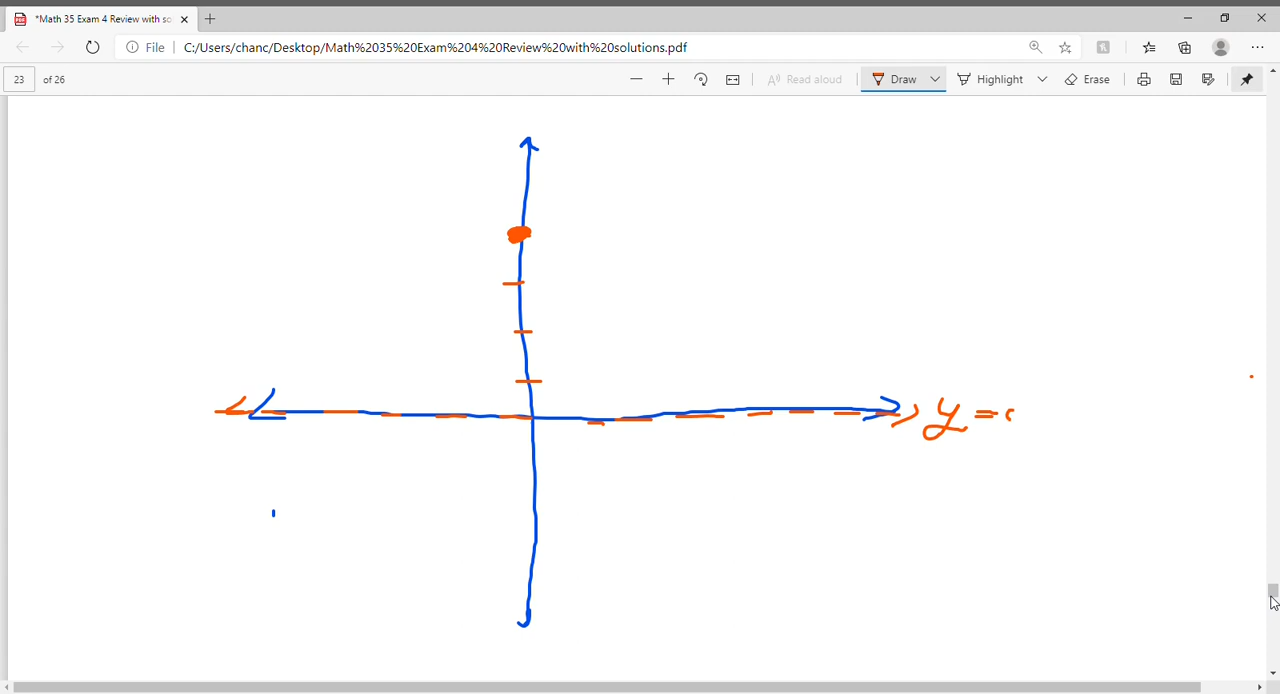 *Math 35 Exam 4 Review with so
File C:/Users/chanc/Desktop/Math%2035%20Exam%204%20Review%20with%20solutions.pdf
23 of 26 Read aloud Draw Highlight Erase
y =